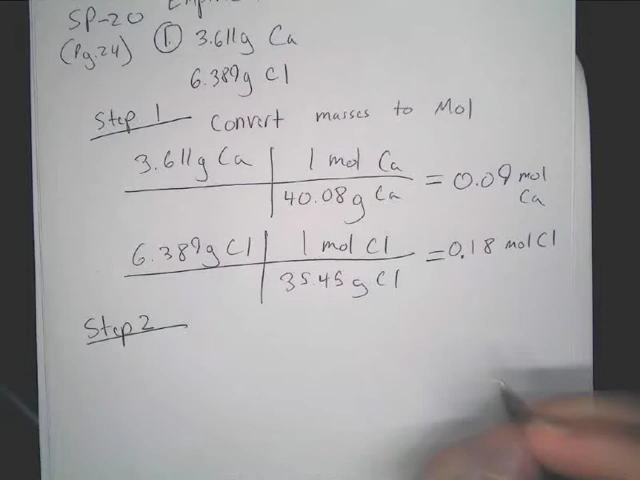 SP-20
(Pg.24) 1. 3.611g Ca
6.389g Cl
Step 1 Convert masses to Mol
3.611g Ca | 1 mol Ca
40.08g Ca = 0.09 mol Ca
6.389g Cl | 1 mol Cl
35.45g Cl = 0.18 mol Cl
Step 2